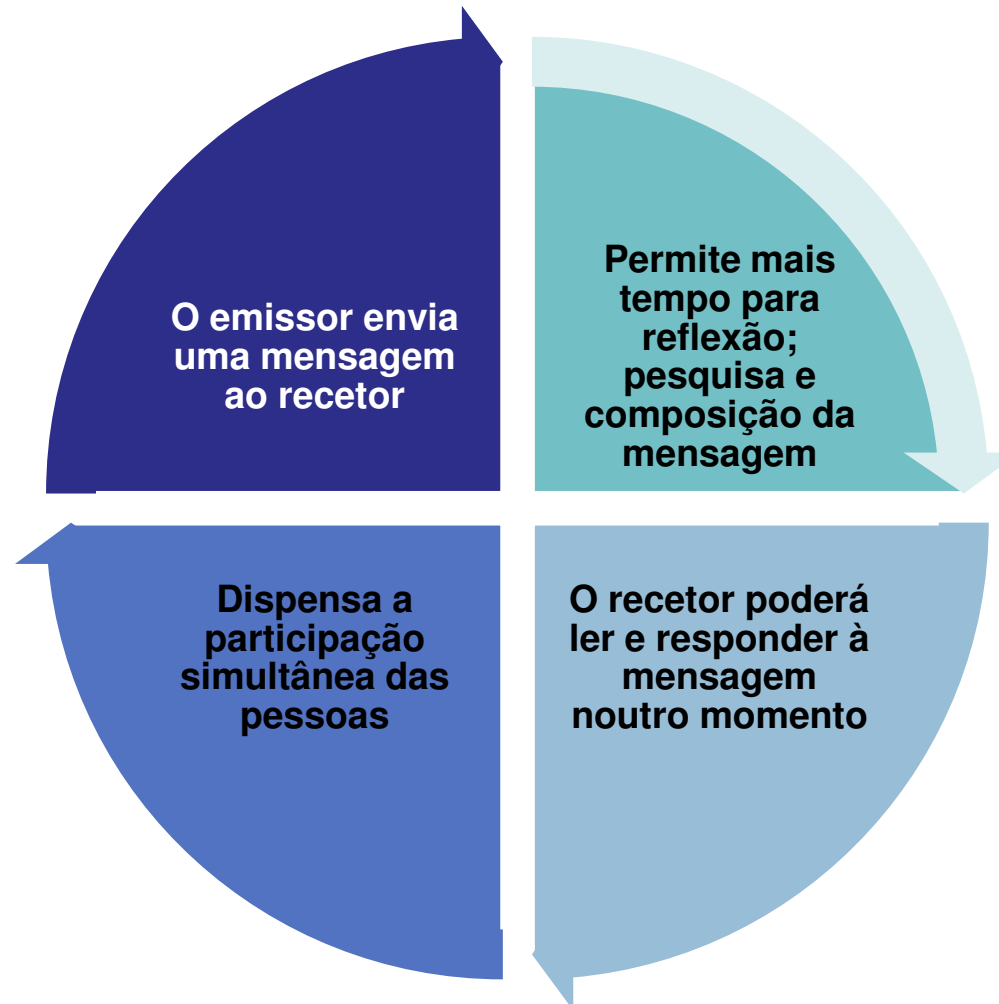 O emissor envia
uma mensagem
ao recetor
Permite mais
tempo para
reflexão;
pesquisa e
composição da
mensagem
O recetor poderá
ler e responder à
mensagem
noutro momento
Dispensa a
participação
simultânea das
pessoas